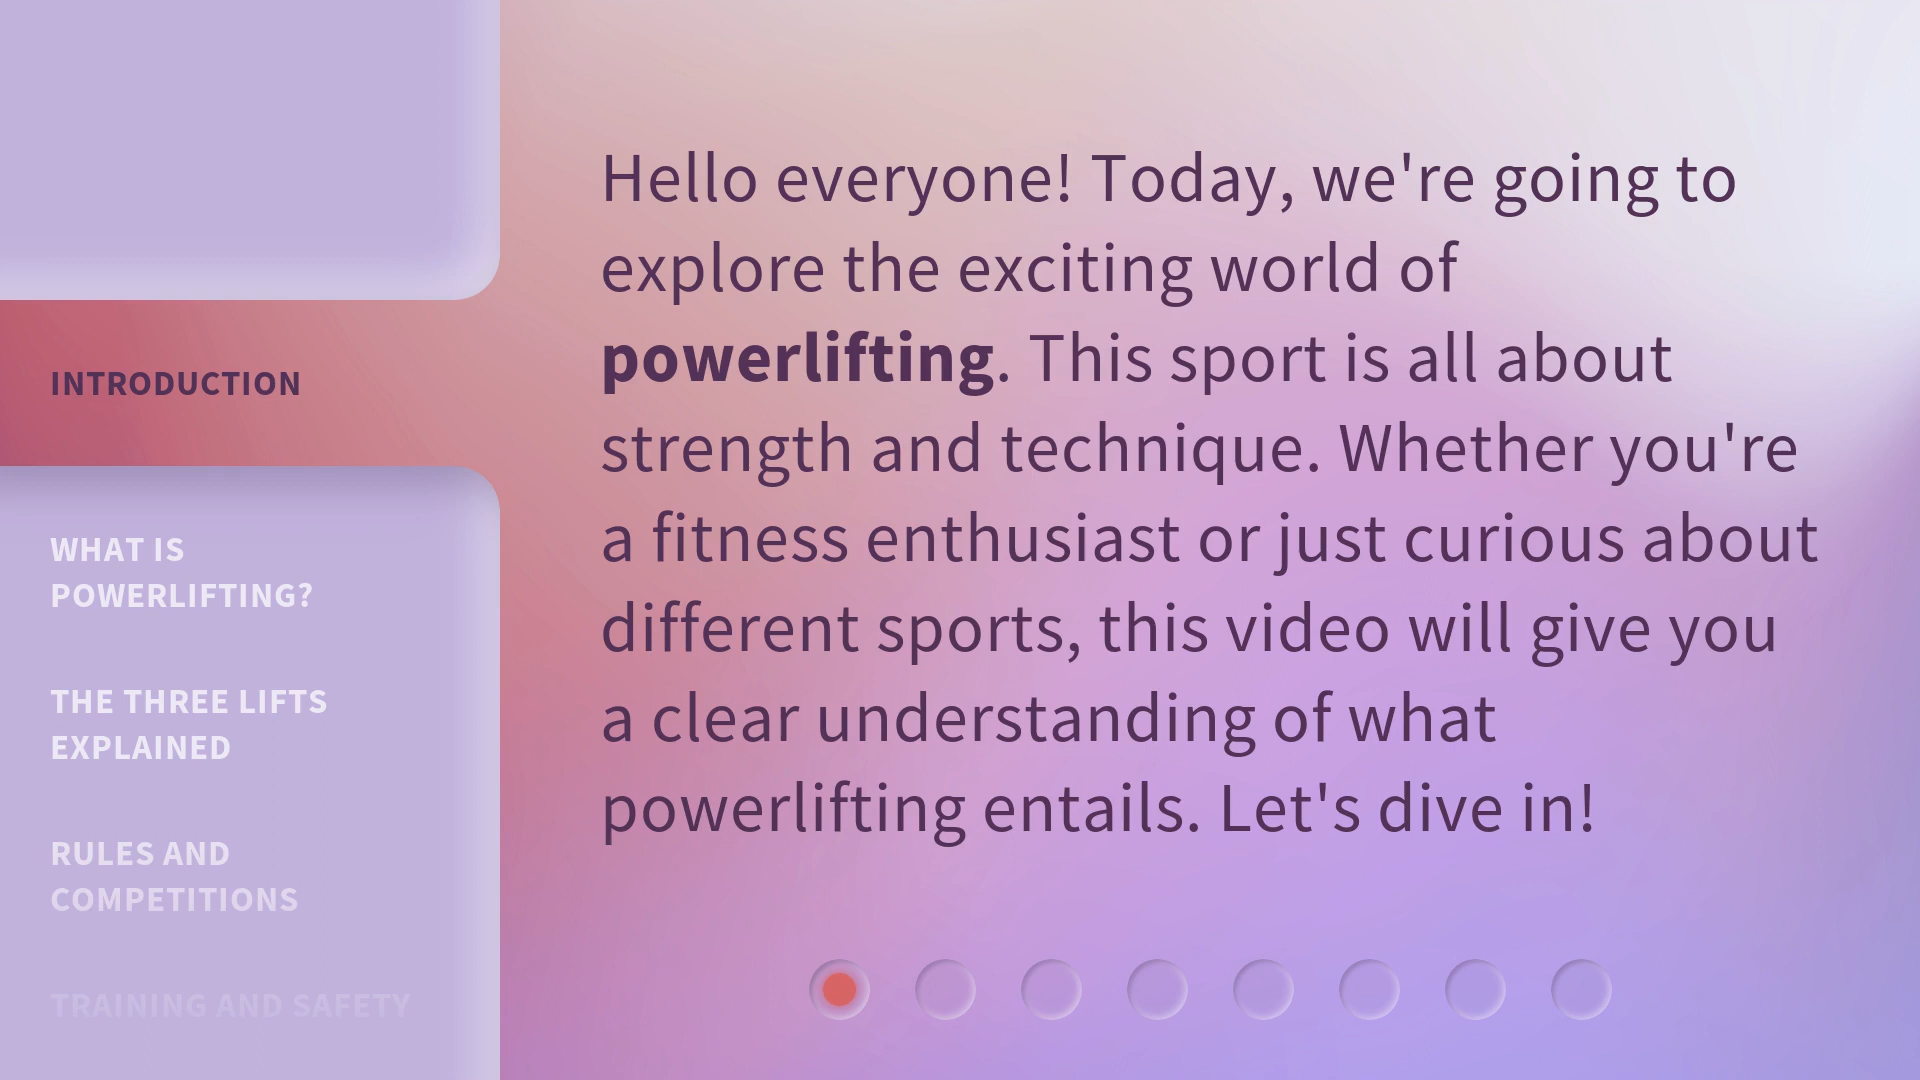 INTRODUCTION
WHAT IS
POWERLIFTING?
THE THREE LIFTS
EXPLAINED
RULES AND
COMPETITIONS
TRAINING AND SAFETY
Hello everyone! Today, we're going to
explore the exciting world of
powerlifting. This sport is all about
strength and technique. Whether you're
a fitness enthusiast or just curious about
different sports, this video will give you
a clear understanding of what
powerlifting entails. Let's dive in!